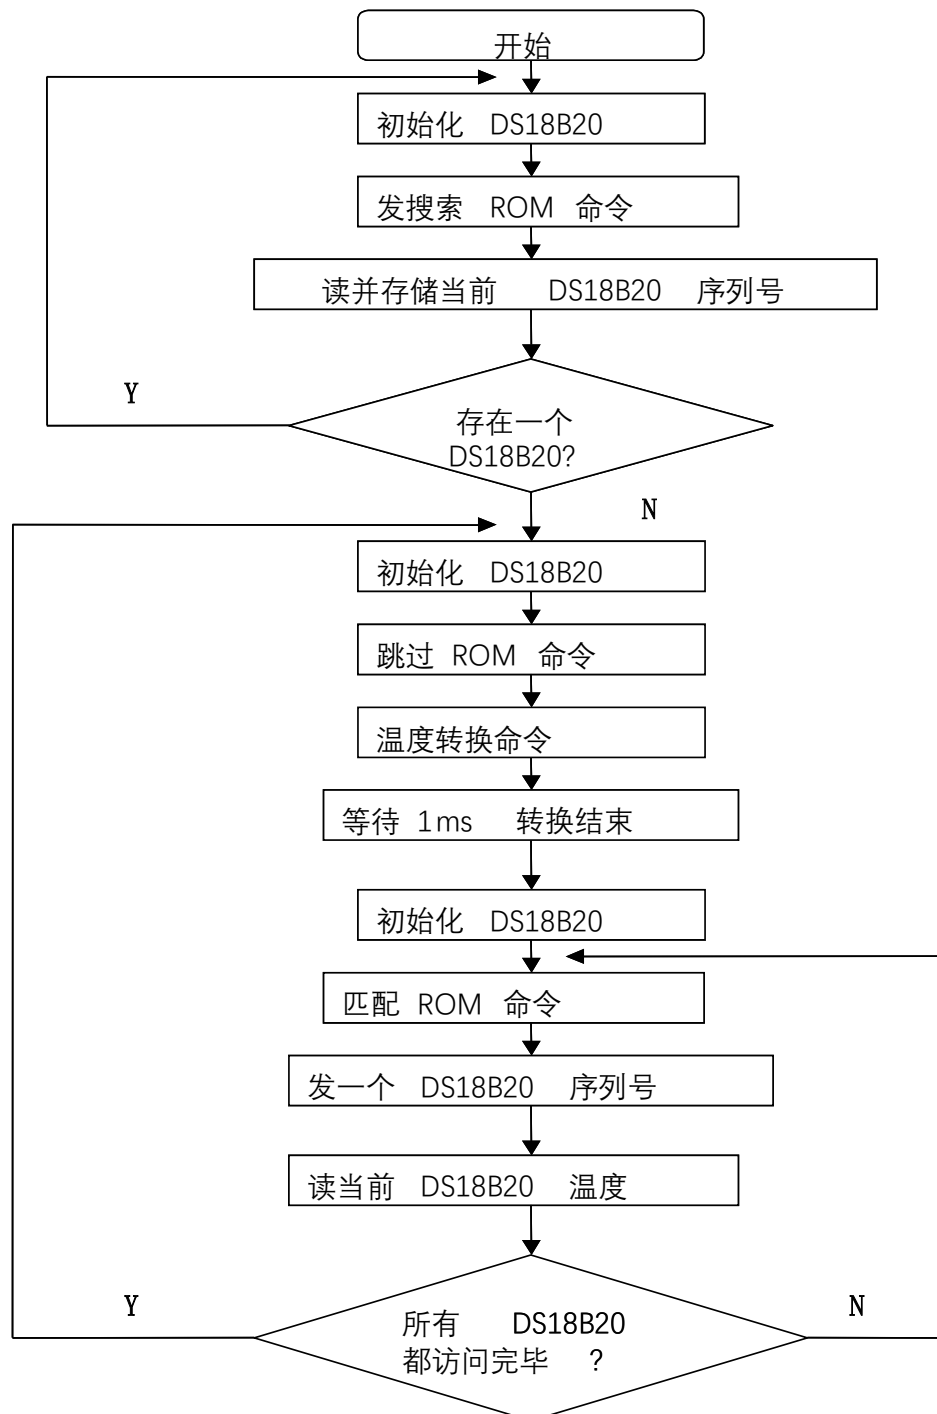 开始
初始化 DS18B20
发搜索 ROM 命令
读并存储当前 DS18B20 序列号
Y
存在一个
DS18B20?
N
初始化 DS18B20
跳过 ROM 命令
温度转换命令
等待 1ms 转换结束
初始化 DS18B20
匹配 ROM 命令
发一个 DS18B20 序列号
读当前 DS18B20 温度
Y
N
所有 DS18B20
都访问完毕 ?